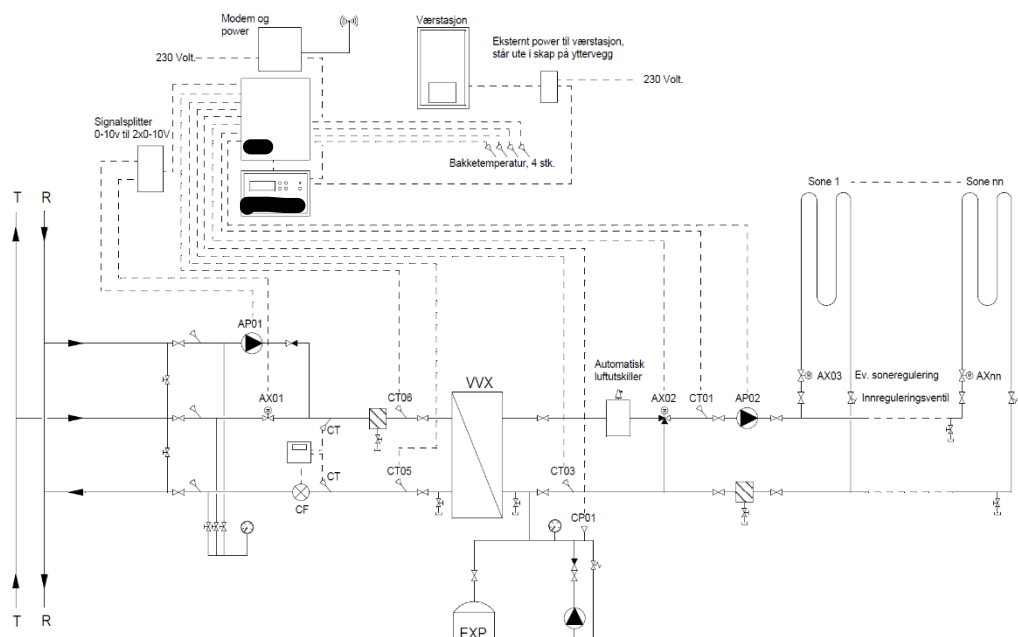 Modem og
power
Værstasjon
Eksternt power til værstasjon,
står ute i skap på yttervegg
230 Volt.
230 Volt.
Signalsplitter
0-10v til 2x0-10V
Bakketemperatur, 4 stk.
Sone 1
Sone nn
T
R
AP01
Automatisk
luftutskiller
AX03
Ev. soneregulering
AXnn
Innreguleringsventil
VVX
AX01
CT06
AX02
CT01
AP02
CT
CT
CT05
CT03
CF
CP01
T
R
EXP